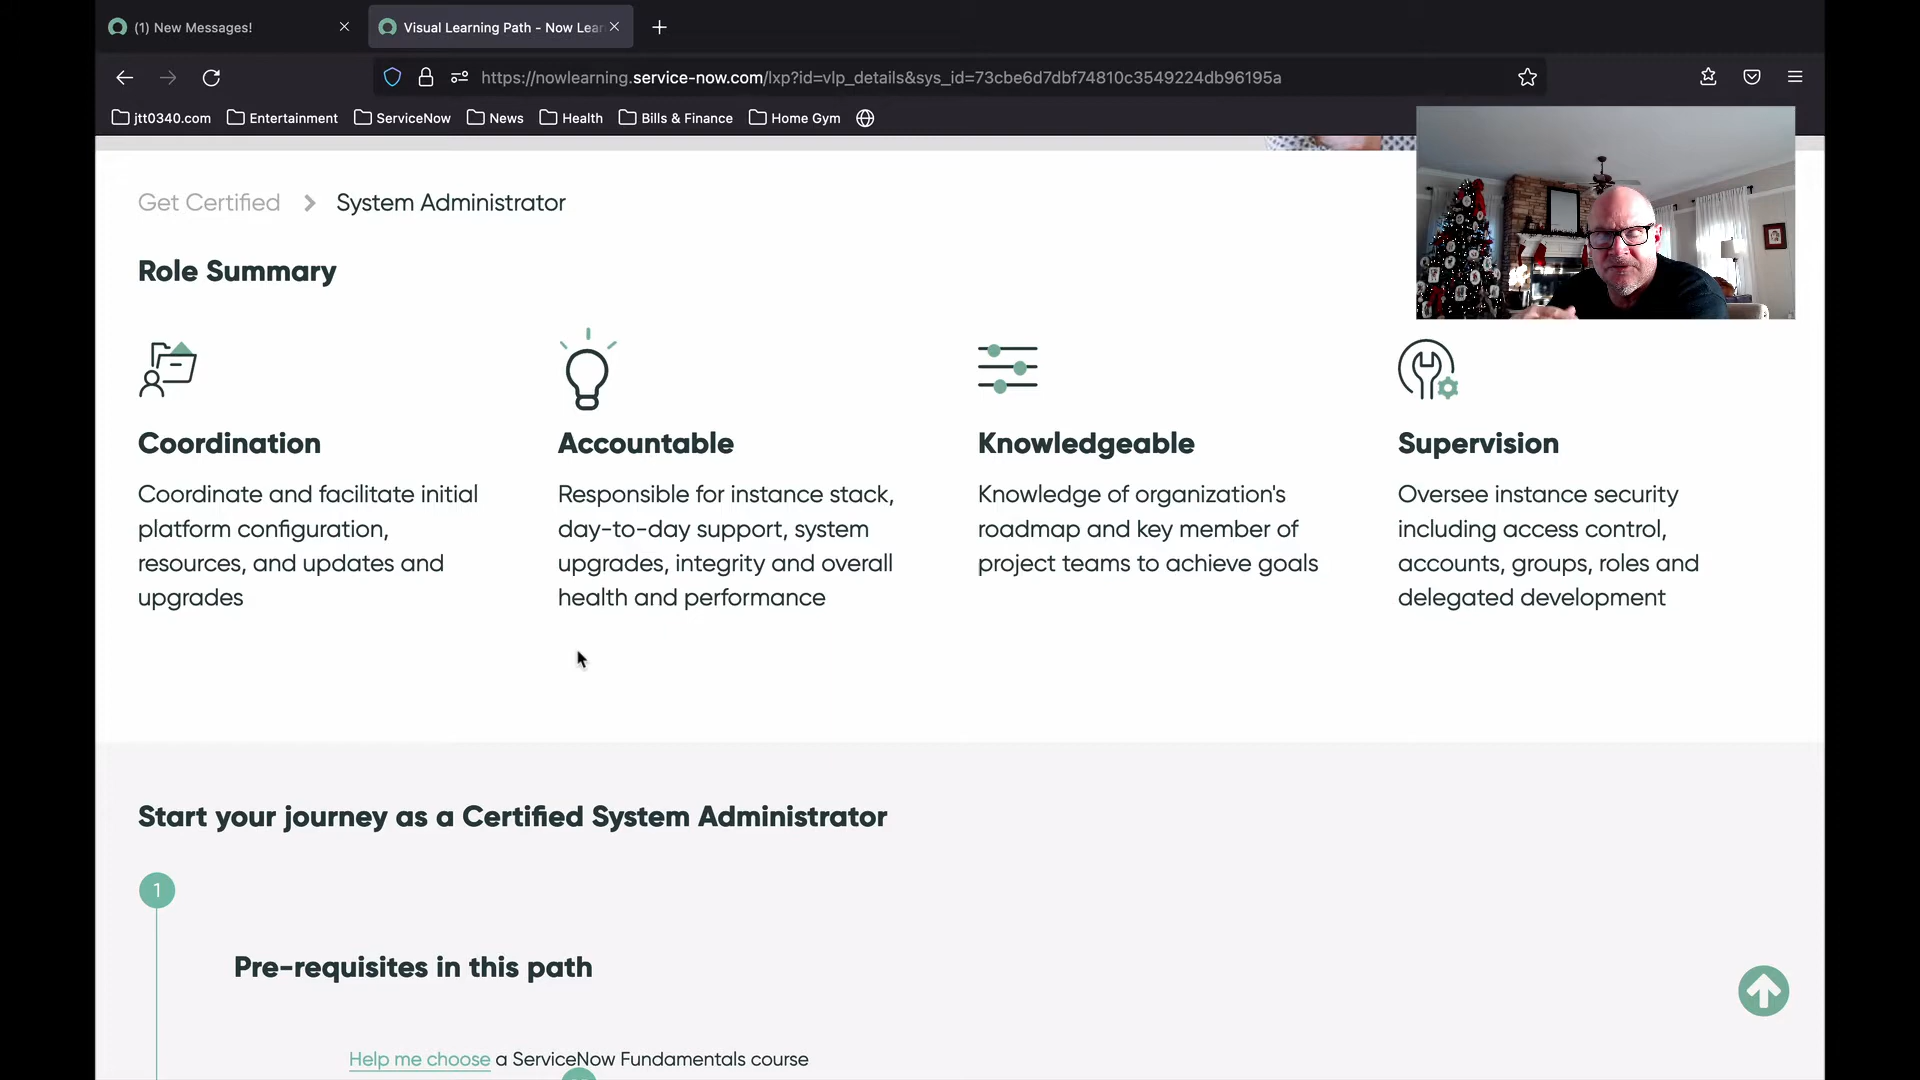 (1) New Messages!
Visual Learning Path - Now Lear
https://nowlearning.service-now.com/lxp?id=vlp_details&sys_id=73cbe6d7dbf74810c3549224db96195a
jtt0340.com
Entertainment
ServiceNow
News
Health
Bills & Finance
Home Gym
Get Certified
System Administrator
Role Summary
Coordination
Coordinate and facilitate initial
platform configuration,
resources, and updates and
upgrades
Accountable
Responsible for instance stack,
day-to-day support, system
upgrades, integrity and overall
health and performance
Knowledgeable
Knowledge of organization's
roadmap and key member of
project teams to achieve goals
Supervision
Oversee instance security
including access control,
accounts, groups, roles and
delegated development
Start your journey as a Certified System Administrator
1
Pre-requisites in this path
Help me choose a ServiceNow Fundamentals course